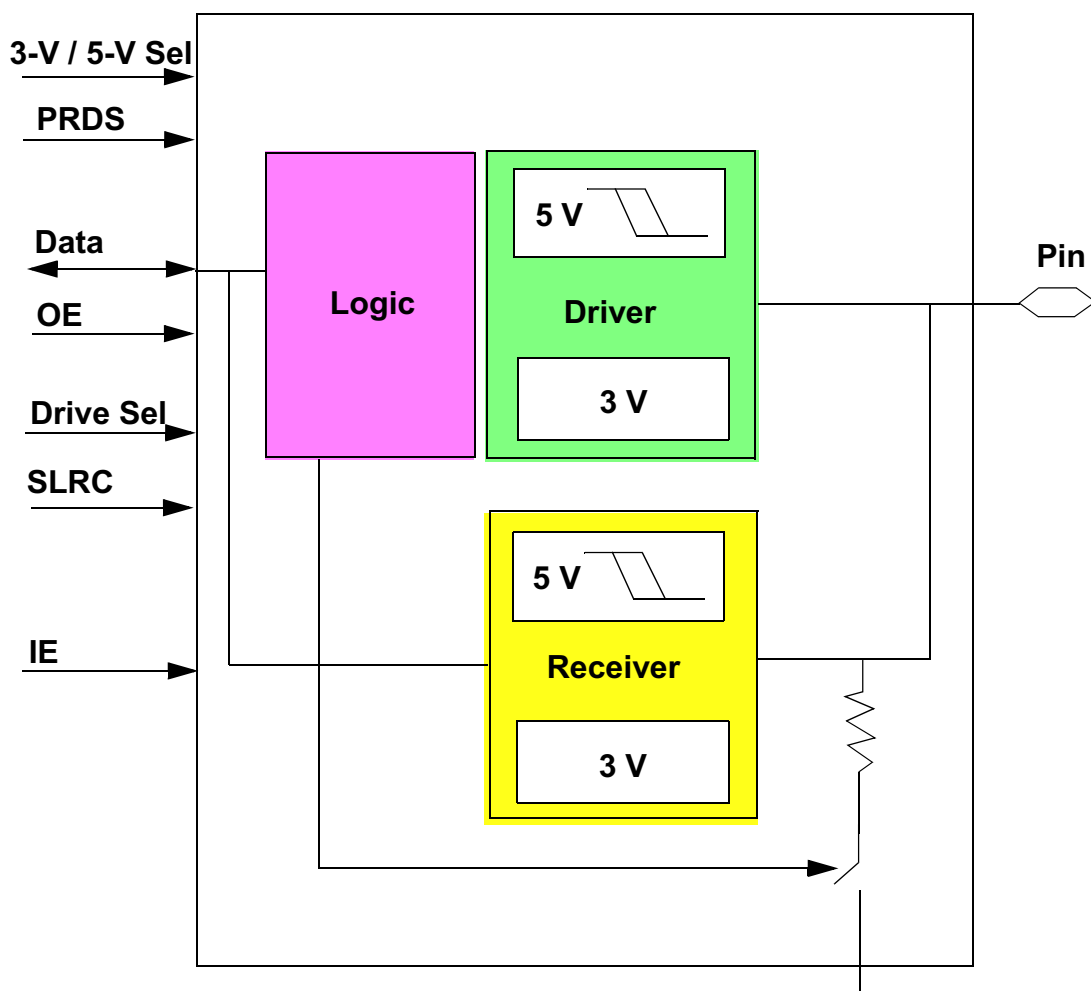 3-V / 5-V Sel
PRDS
Data
OE
Drive Sel
SLRC
IE
Logic
5 V
Driver
3 V
5 V
Receiver
3 V
Pin